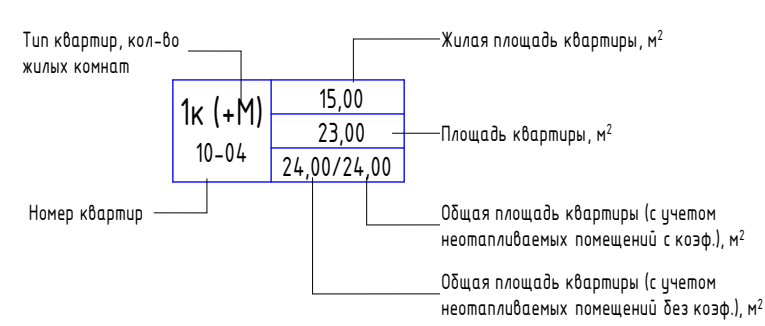 Тип квартир, кол-во
жилых комнат
Жилая площадь квартиры, м²
1к (+М)
15,00
23,00
Площадь квартиры, м²
10-04
24,00/24,00
Номер квартир
Общая площадь квартиры (с учетом
неотапливаемых помещений с коэф.), м²
Общая площадь квартиры (с учетом
неотапливаемых помещений без коэф.), м²